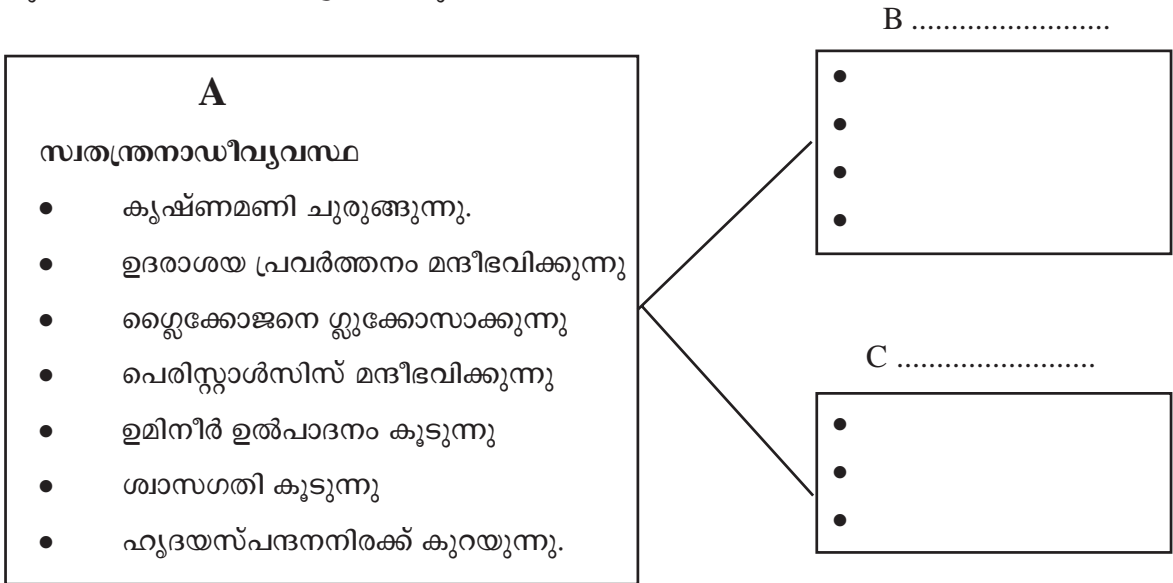 B .........................
A
സ്വതന്ത്രനാഡീവ്യവസ്ഥ
● കൃഷ്ണമണി ചുരുങ്ങുന്നു.
● ഉദരാശയ പ്രവർത്തനം മന്ദീഭവിക്കുന്നു
● ഗ്ലൈക്കോജനെ ഗ്ലൂക്കോസാക്കുന്നു
● പെരിസ്റ്റാൾസിസ് മന്ദീഭവിക്കുന്നു
● ഉമിനീർ ഉൽപാദനം കൂടുന്നു
● ശ്വാസഗതി കൂടുന്നു
● ഹൃദയസ്പന്ദനനിരക്ക് കുറയുന്നു.
C .........................